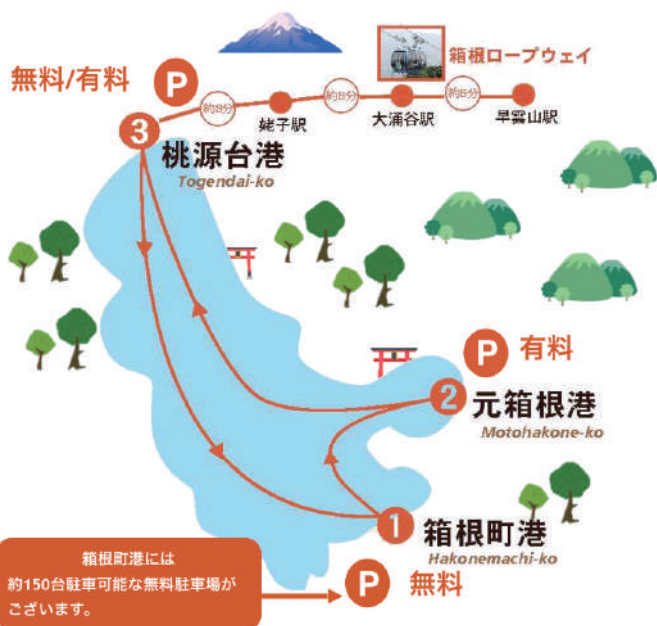 箱根ロープウェイ
無料/有料
P
約8分
約8分
約8分
姥子駅
大涌谷駅
早雲山駅
3
桃源台港
Togendai-ko
P
有料
2
元箱根港
Motohakone-ko
1
箱根町港
Hakonemachi-ko
箱根町港には
約150台駐車可能な無料駐車場が
ございます。
P
無料